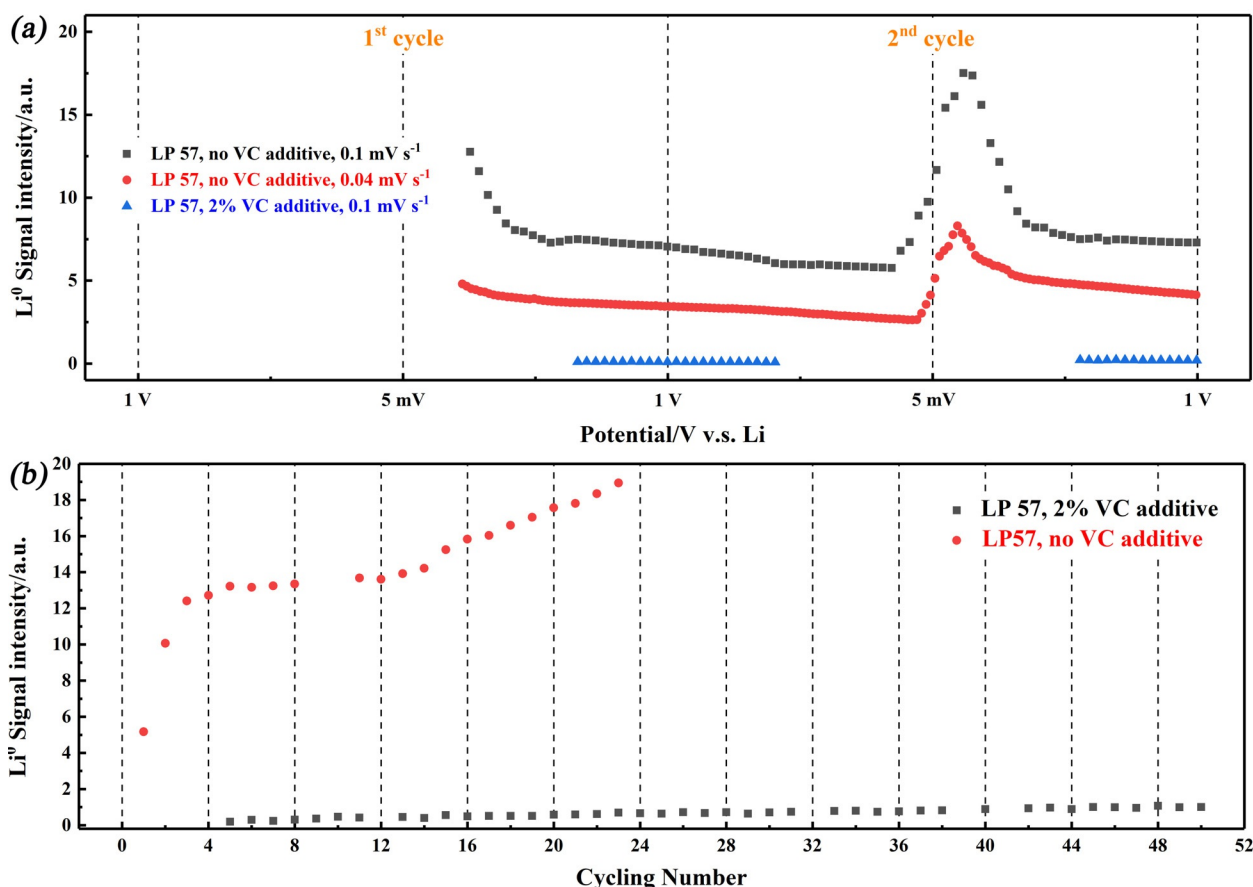 (a)
20
15
10
5
0
Li⁰ Signal intensity/a.u.
1st cycle
2nd cycle
LP 57, no VC additive, 0.1 mV s⁻¹
LP 57, no VC additive, 0.04 mV s⁻¹
LP 57, 2% VC additive, 0.1 mV s⁻¹
1 V 5 mV 1 V 5 mV 1 V
Potential/V v.s. Li
(b)
20
18
16
14
12
10
8
6
4
2
0
Li⁰ Signal intensity/a.u.
LP 57, 2% VC additive
LP57, no VC additive
0 4 8 12 16 20 24 28 32 36 40 44 48 52
Cycling Number